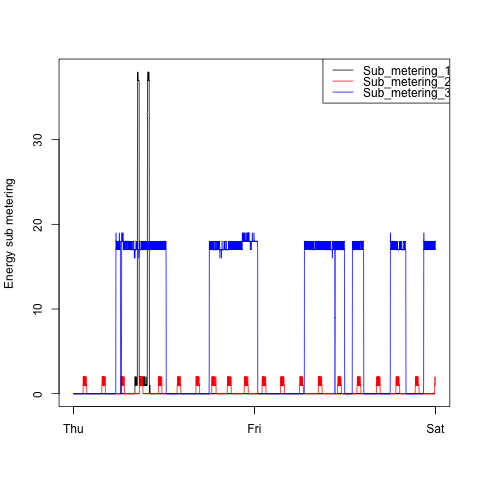 Sub_metering_1
Sub_metering_2
Sub_metering_3
Energy sub metering
30
20
10
0
Thu
Fri
Sat